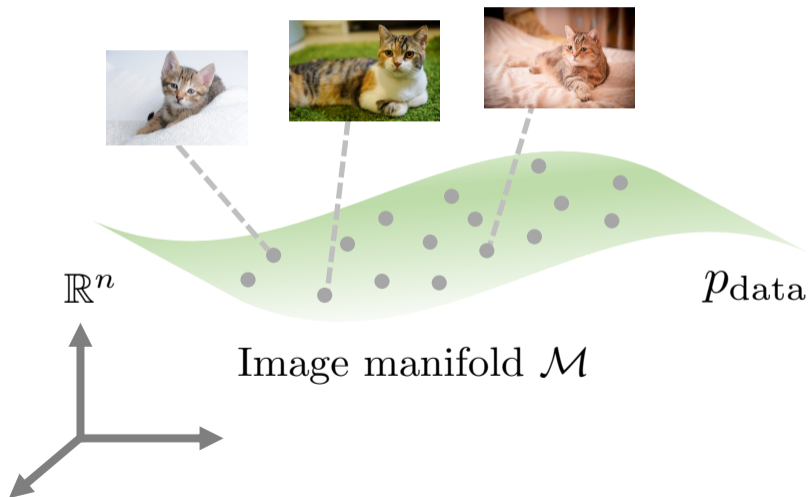 ℝⁿ
p_data
Image manifold ℳ